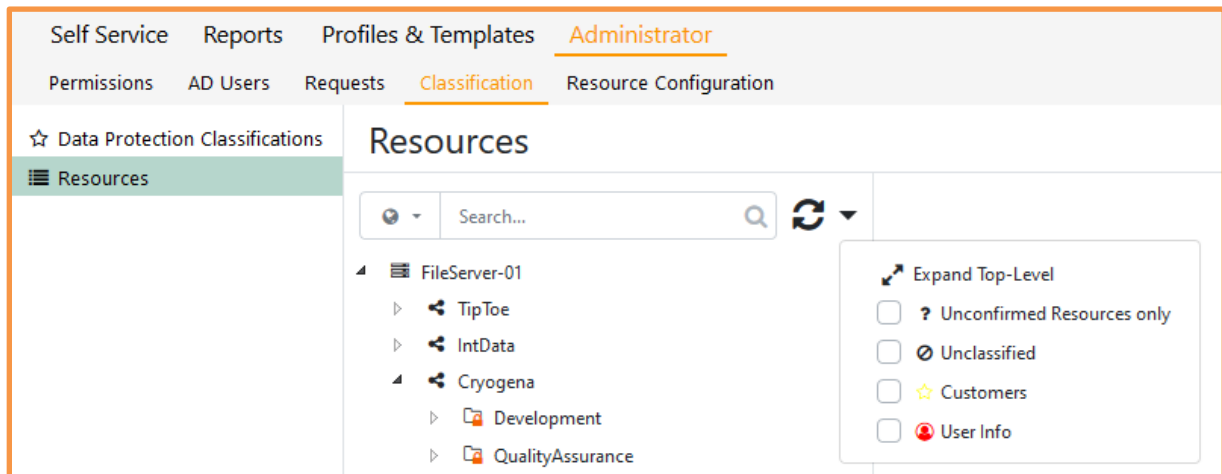 Self Service Reports Profiles & Templates Administrator
Permissions AD Users Requests Classification Resource Configuration
Data Protection Classifications
Resources
Resources
Search...
FileServer-01
TipToe
IntData
Cryogena
Development
QualityAssurance
Expand Top-Level
? Unconfirmed Resources only
Unclassified
Customers
User Info